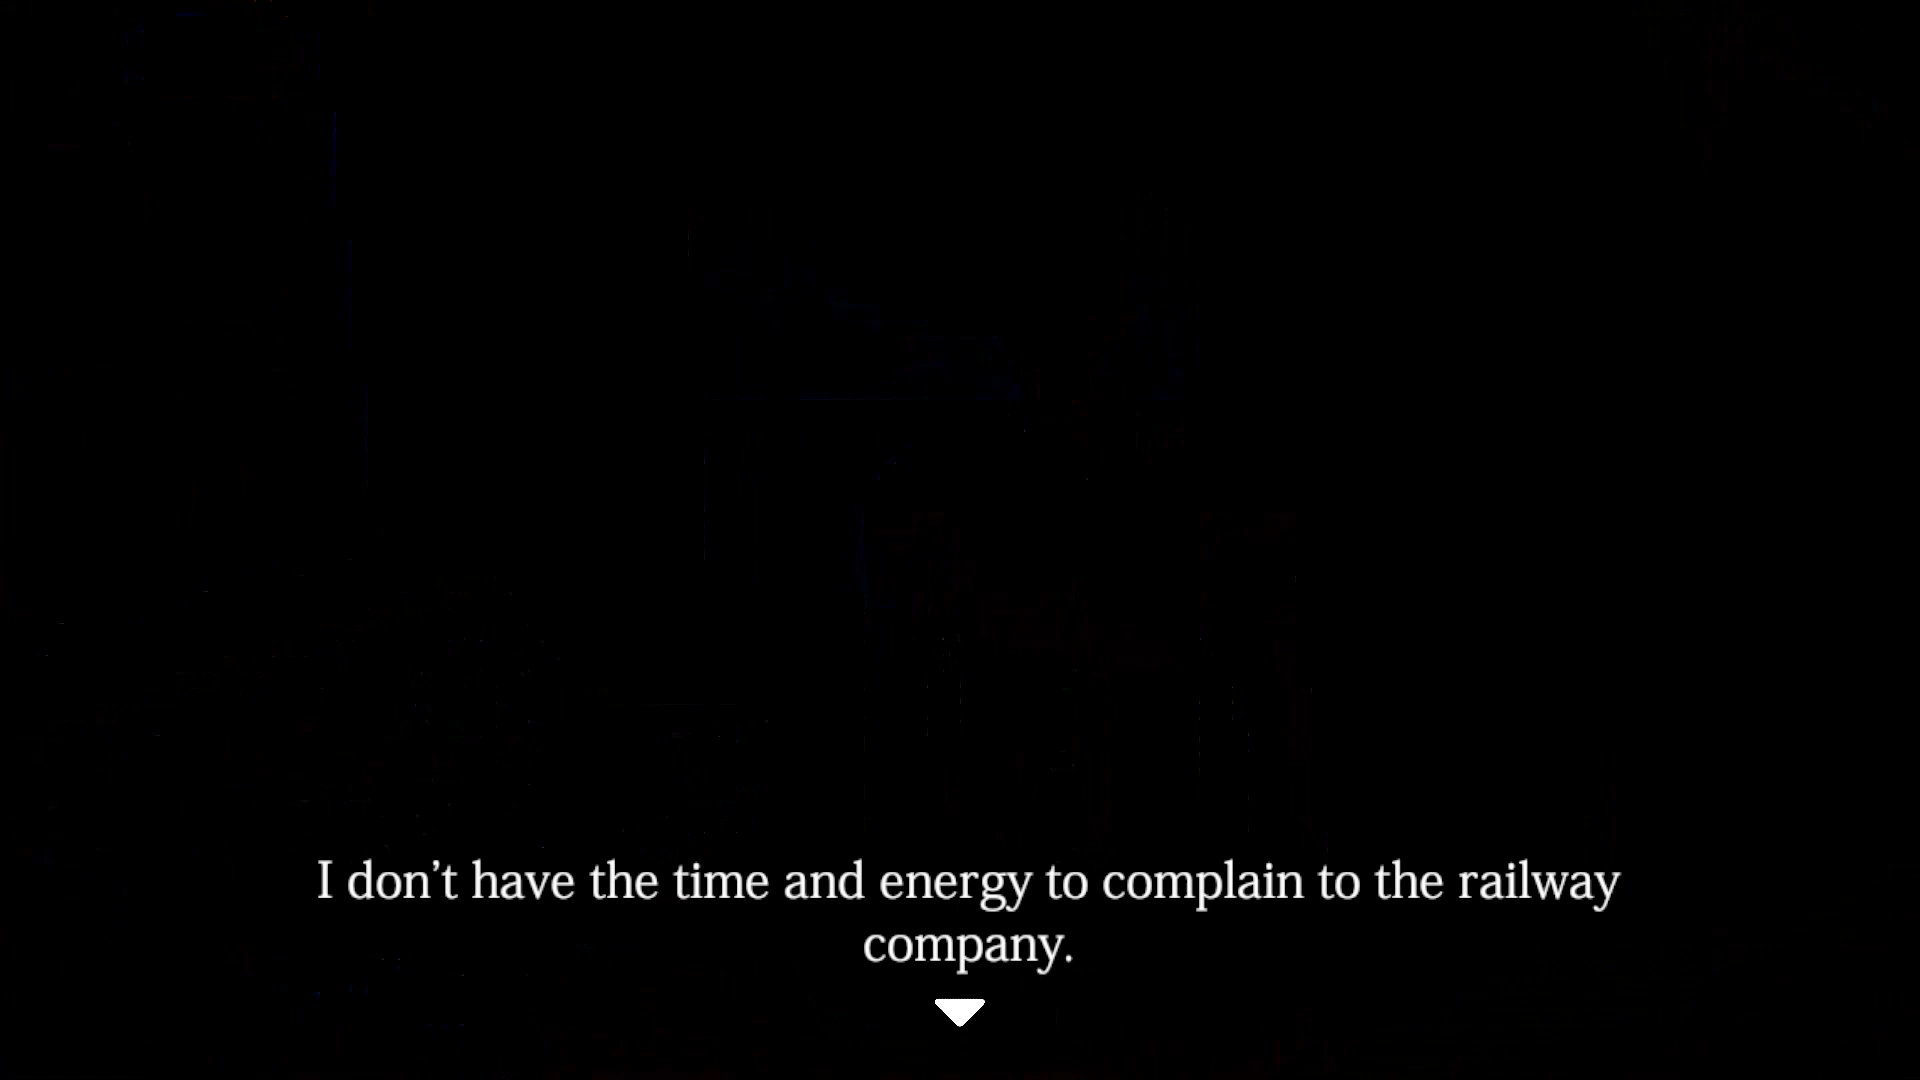 I don’t have the time and energy to complain to the railway
company.